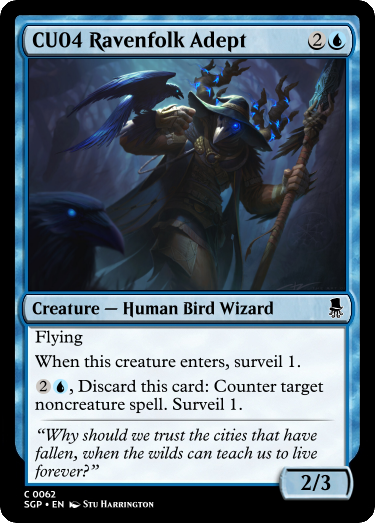 CU04 Ravenfolk Adept 2
Creature — Human Bird Wizard
Flying
When this creature enters, surveil 1.
2, Discard this card: Counter target
noncreature spell. Surveil 1.
"Why should we trust the cities that have
fallen, when the wilds can teach us to live
forever?"
2/3
C 0062
SGP • EN Stu Harrington